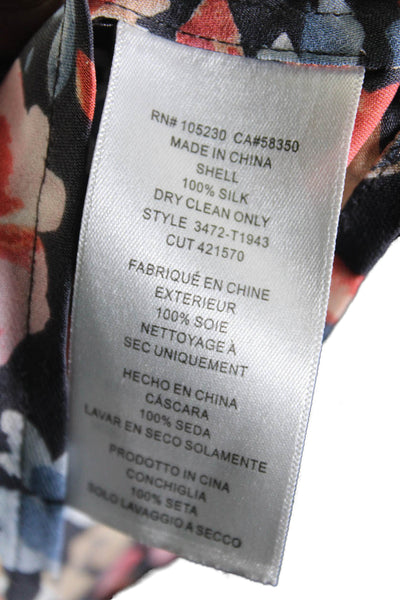 RN# 105230 CA#58350
MADE IN CHINA
SHELL
100% SILK
DRY CLEAN ONLY
STYLE 3472-T1943
CUT 421570
FABRIQUÉ EN CHINE
EXTERIEUR
100% SOIE
NETTOYAGE À
SEC UNIQUEMENT
HECHO EN CHINA
CÁSCARA
100% SEDA
LAVAR EN SECO SOLAMENTE
PRODOTTO IN CINA
CONCHIGLIA
100% SETA
SOLO LAVAGGIO A SECCO